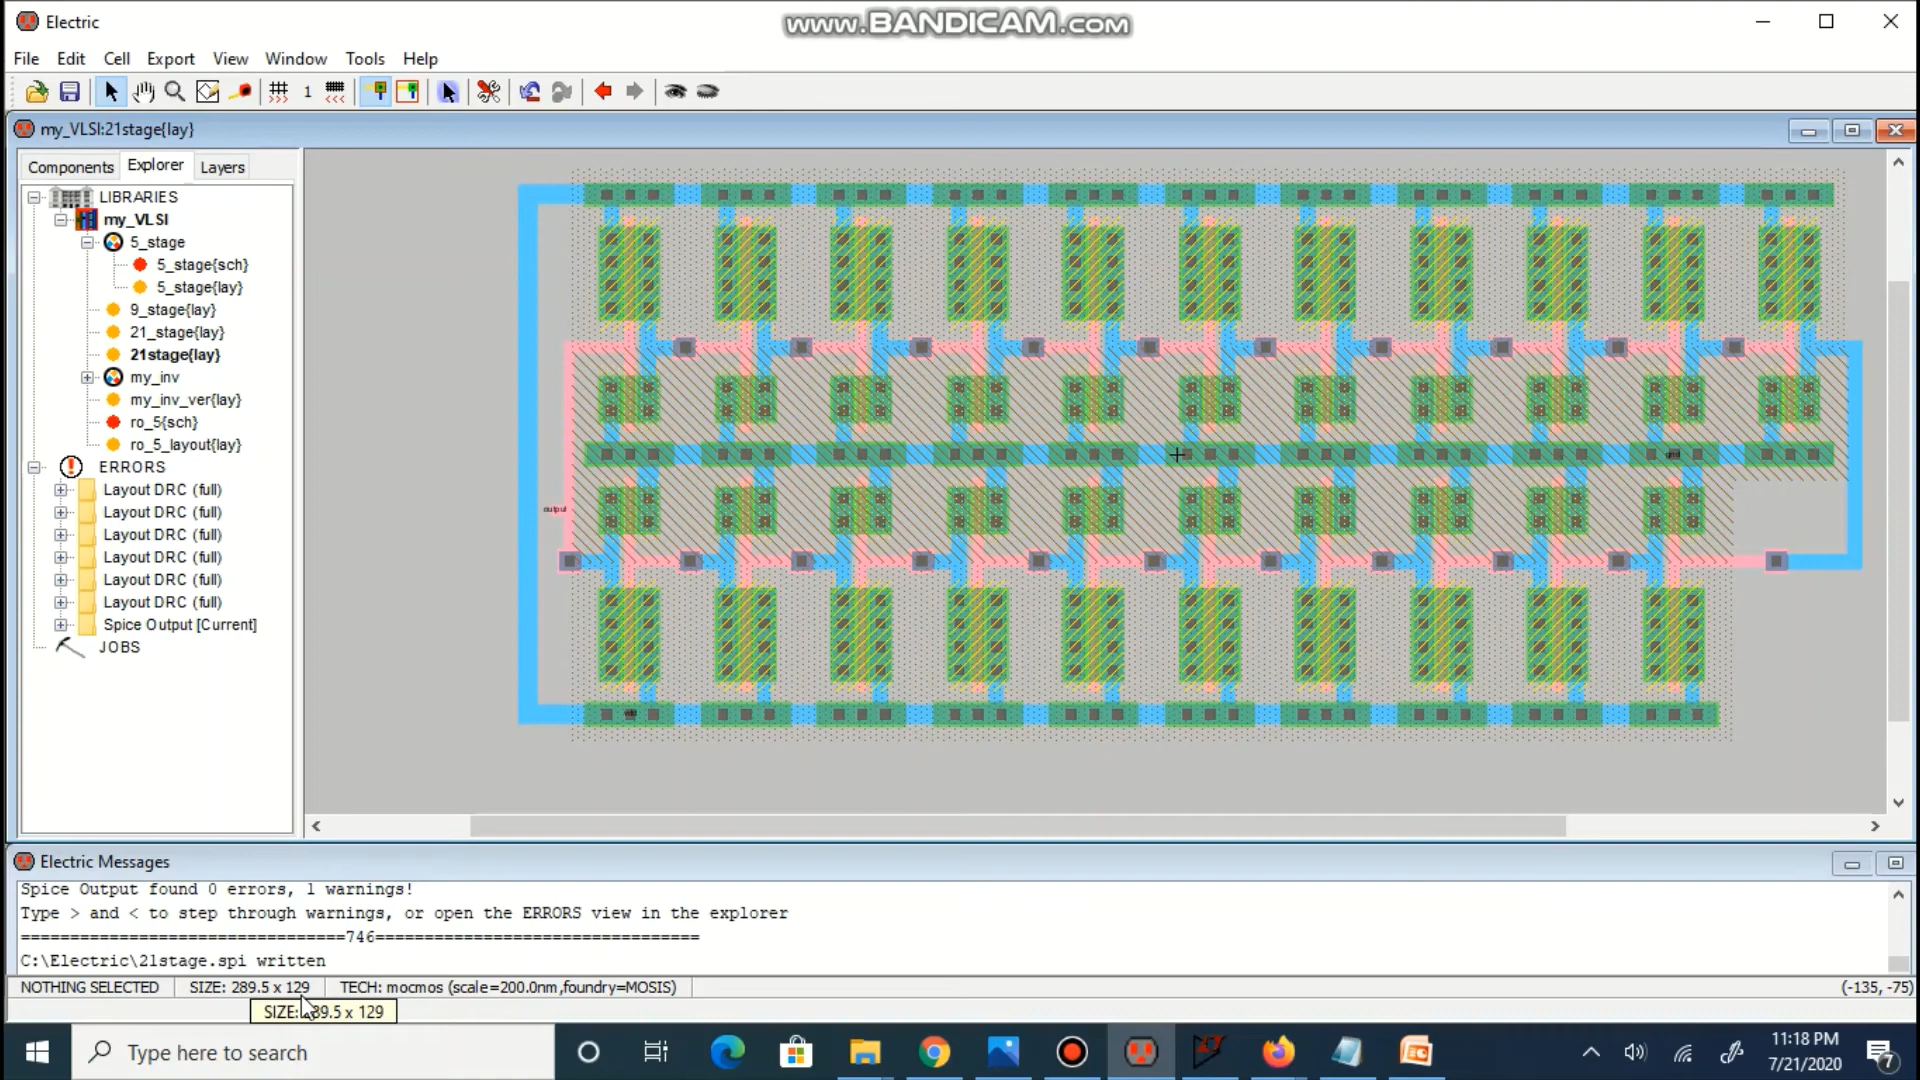 Electric
www.BANDICAM.com
File Edit Cell Export View Window Tools Help
1
my_VLSI:21stage{lay}
Components Explorer Layers
LIBRARIES
my_VLSI
5_stage
5_stage{sch}
5_stage{lay}
9_stage{lay}
21_stage{lay}
21stage{lay}
my_inv
my_inv_ver{lay}
ro_5{sch}
ro_5_layout{lay}
ERRORS
Layout DRC (full)
Layout DRC (full)
Layout DRC (full)
Layout DRC (full)
Layout DRC (full)
Layout DRC (full)
Spice Output [Current]
JOBS
gnd
output
vdd
Electric Messages
Spice Output found 0 errors, 1 warnings!
Type > and < to step through warnings, or open the ERRORS view in the explorer
=================================746=================================
C:\Electric\21stage.spi written
NOTHING SELECTED SIZE: 289.5 x 129 TECH: mocmos (scale=200.0nm,foundry=MOSIS) (-135, -75)
SIZE: 289.5 x 129
Type here to search
11:18 PM
7/21/2020
7